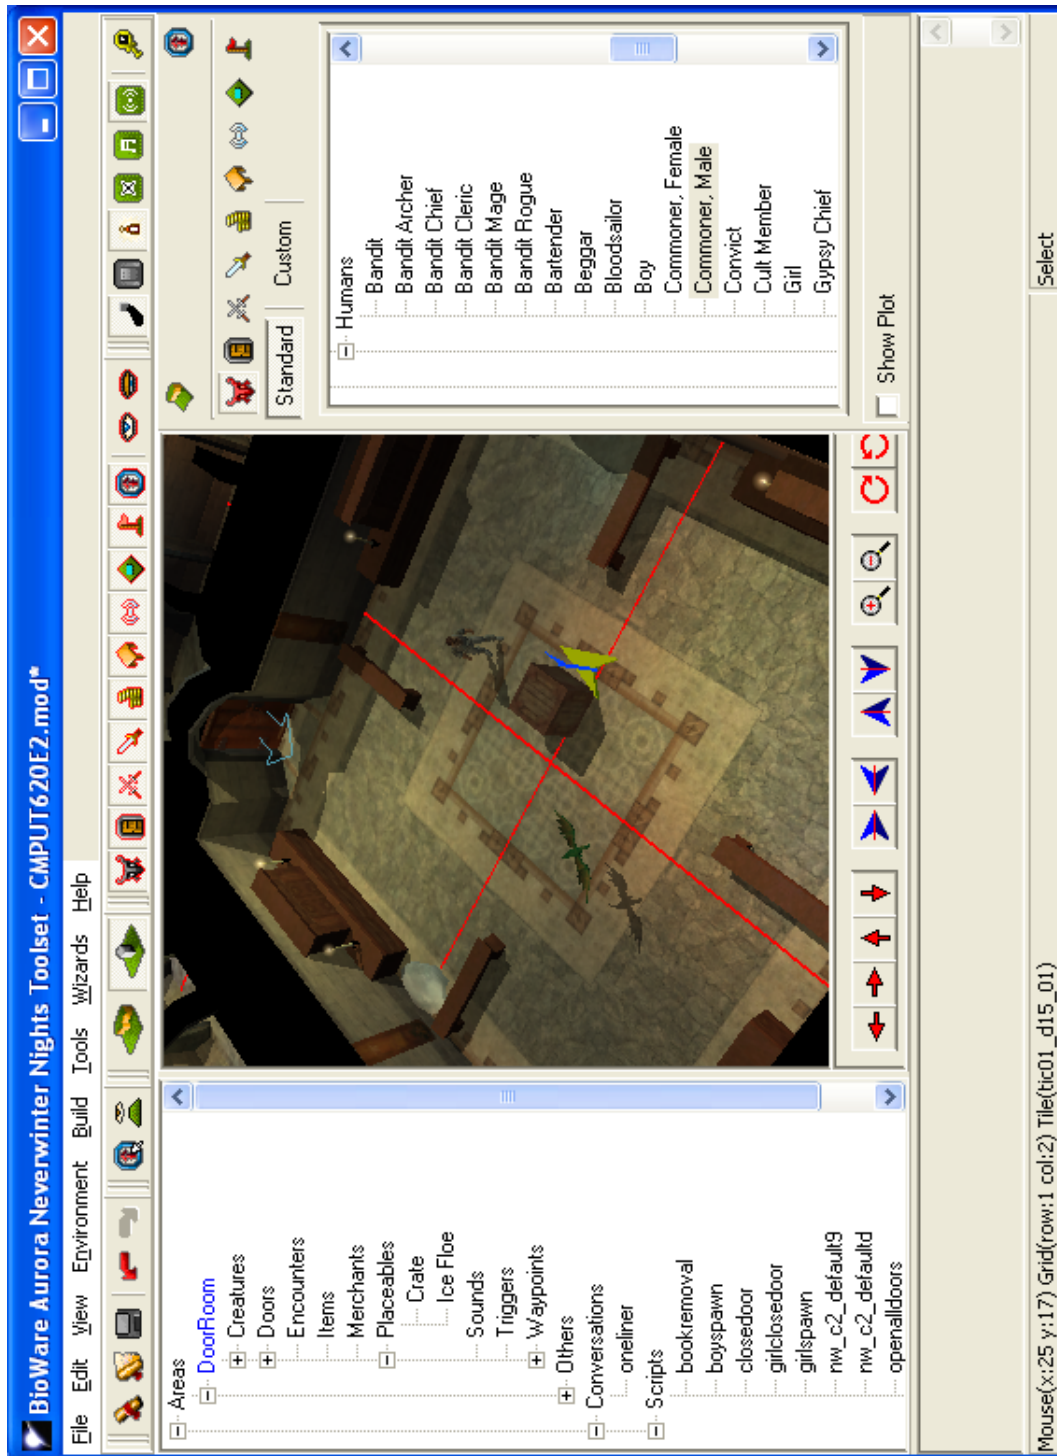 BioWare Aurora Neverwinter Nights Toolset - CMPUT620E2.mod*
File Edit View Environment Build Tools Wizards Help
Areas
DoorRoom
Creatures
Doors
Encounters
Items
Merchants
Placeables
Crate
Ice Floe
Sounds
Triggers
Waypoints
Others
Conversations
oneliner
Scripts
bookremoval
boyspawn
closedoor
girlclosedoor
girlspawn
nw_c2_default9
nw_c2_defaultd
openalldoors
Standard Custom
Humans
Bandit
Bandit Archer
Bandit Chief
Bandit Cleric
Bandit Mage
Bandit Rogue
Bartender
Beggar
Bloodsailor
Boy
Commoner, Female
Commoner, Male
Convict
Cult Member
Girl
Gypsy Chief
Show Plot
Mouse(x:25 y:17) Grid(row:1 col:2) Tile(tic01_d15_01) Select